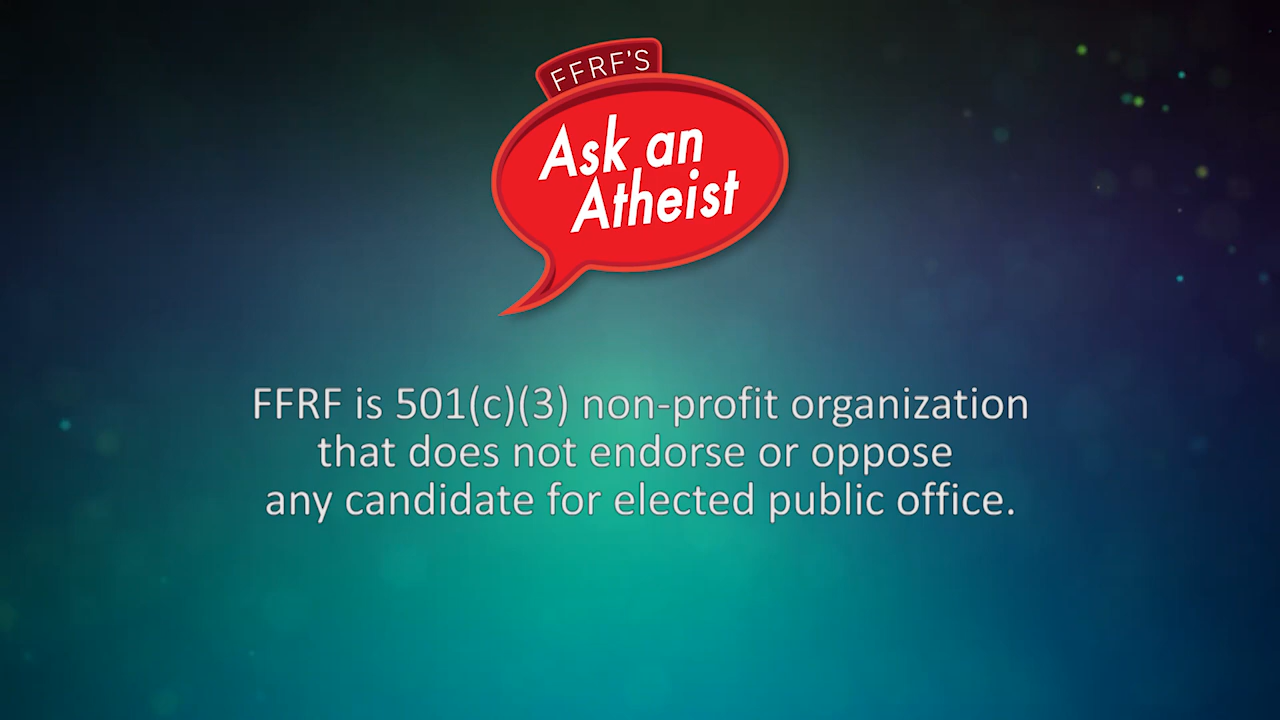 FFRF'S
Ask an
Atheist
FFRF is 501(c)(3) non-profit organization
that does not endorse or oppose
any candidate for elected public office.